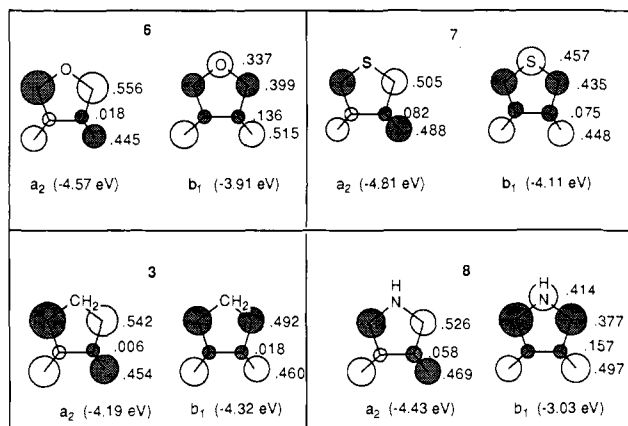 6
O
.556
.018
.445
a₂ (-4.57 eV)
O
.337
.399
.136
.515
b₁ (-3.91 eV)
7
S
.505
.082
.488
a₂ (-4.81 eV)
S
.457
.435
.075
.448
b₁ (-4.11 eV)
3
CH₂
.542
.006
.454
a₂ (-4.19 eV)
CH₂
.492
.018
.460
b₁ (-4.32 eV)
8
H
N
.526
.058
.469
a₂ (-4.43 eV)
H
N
.414
.377
.157
.497
b₁ (-3.03 eV)